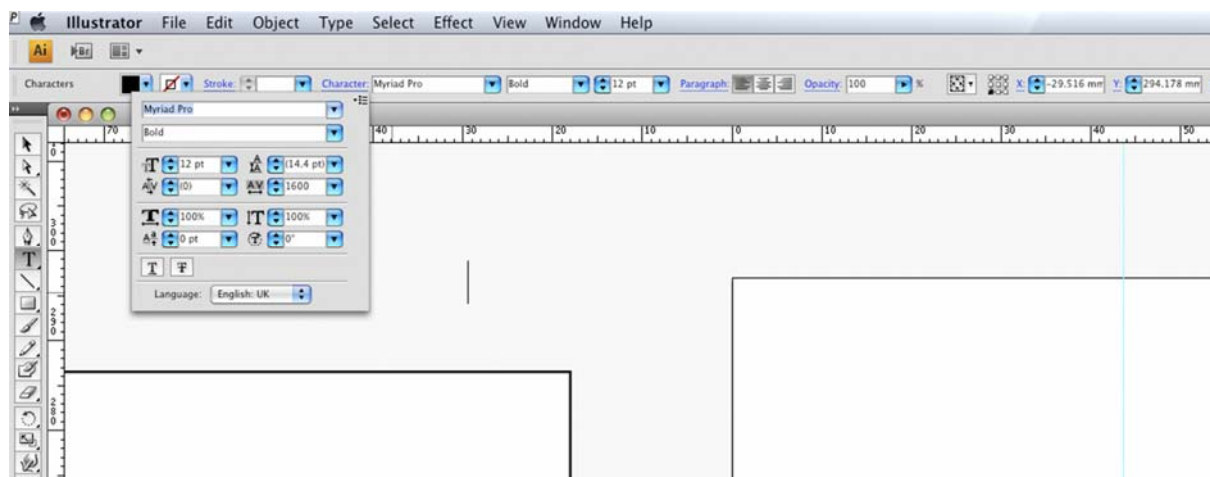 P Illustrator File Edit Object Type Select Effect View Window Help
Ai Br
Characters Stroke: Character: Myriad Pro Bold 12 pt Paragraph: Opacity: 100 % X: -29.516 mm Y: 294.178 mm
Myriad Pro
Bold
70 40 30 20 10 0 10 20 30 40 50
12 pt (14.4 pt)
(0) 1600
100% 100%
0 pt 0°
Language: English: UK
300
290
280